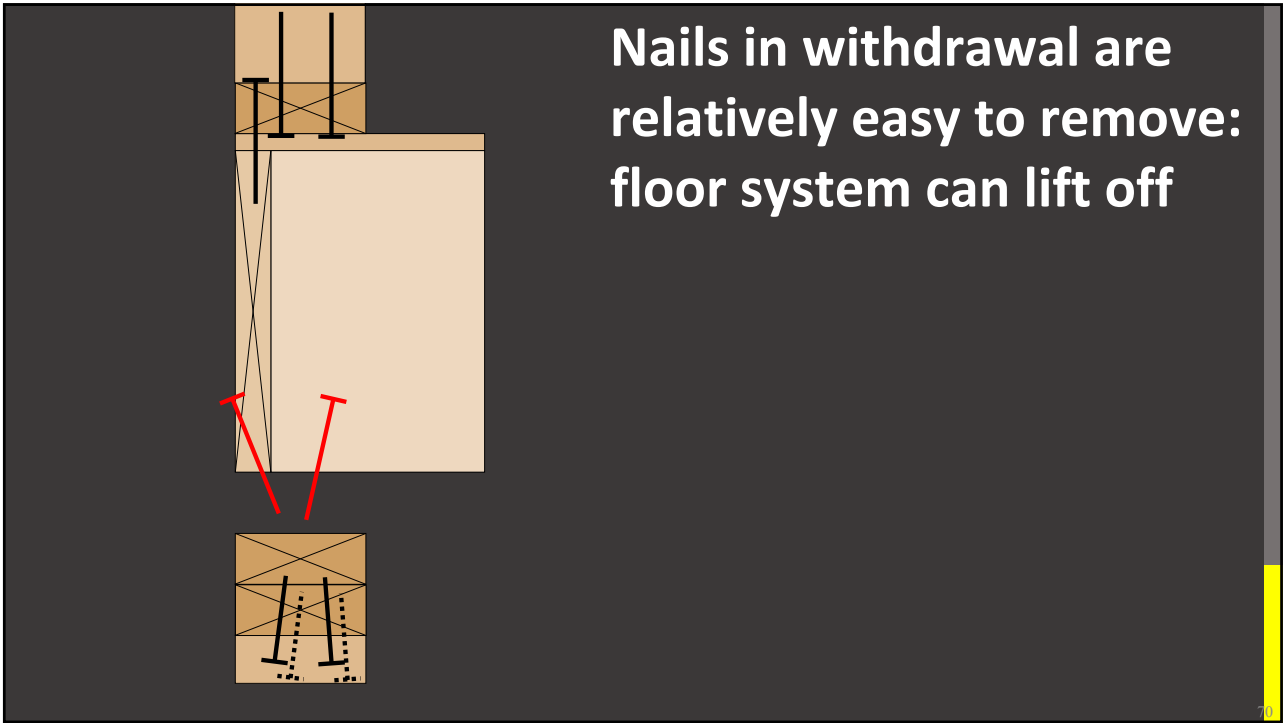 Nails in withdrawal are
relatively easy to remove:
floor system can lift off
70